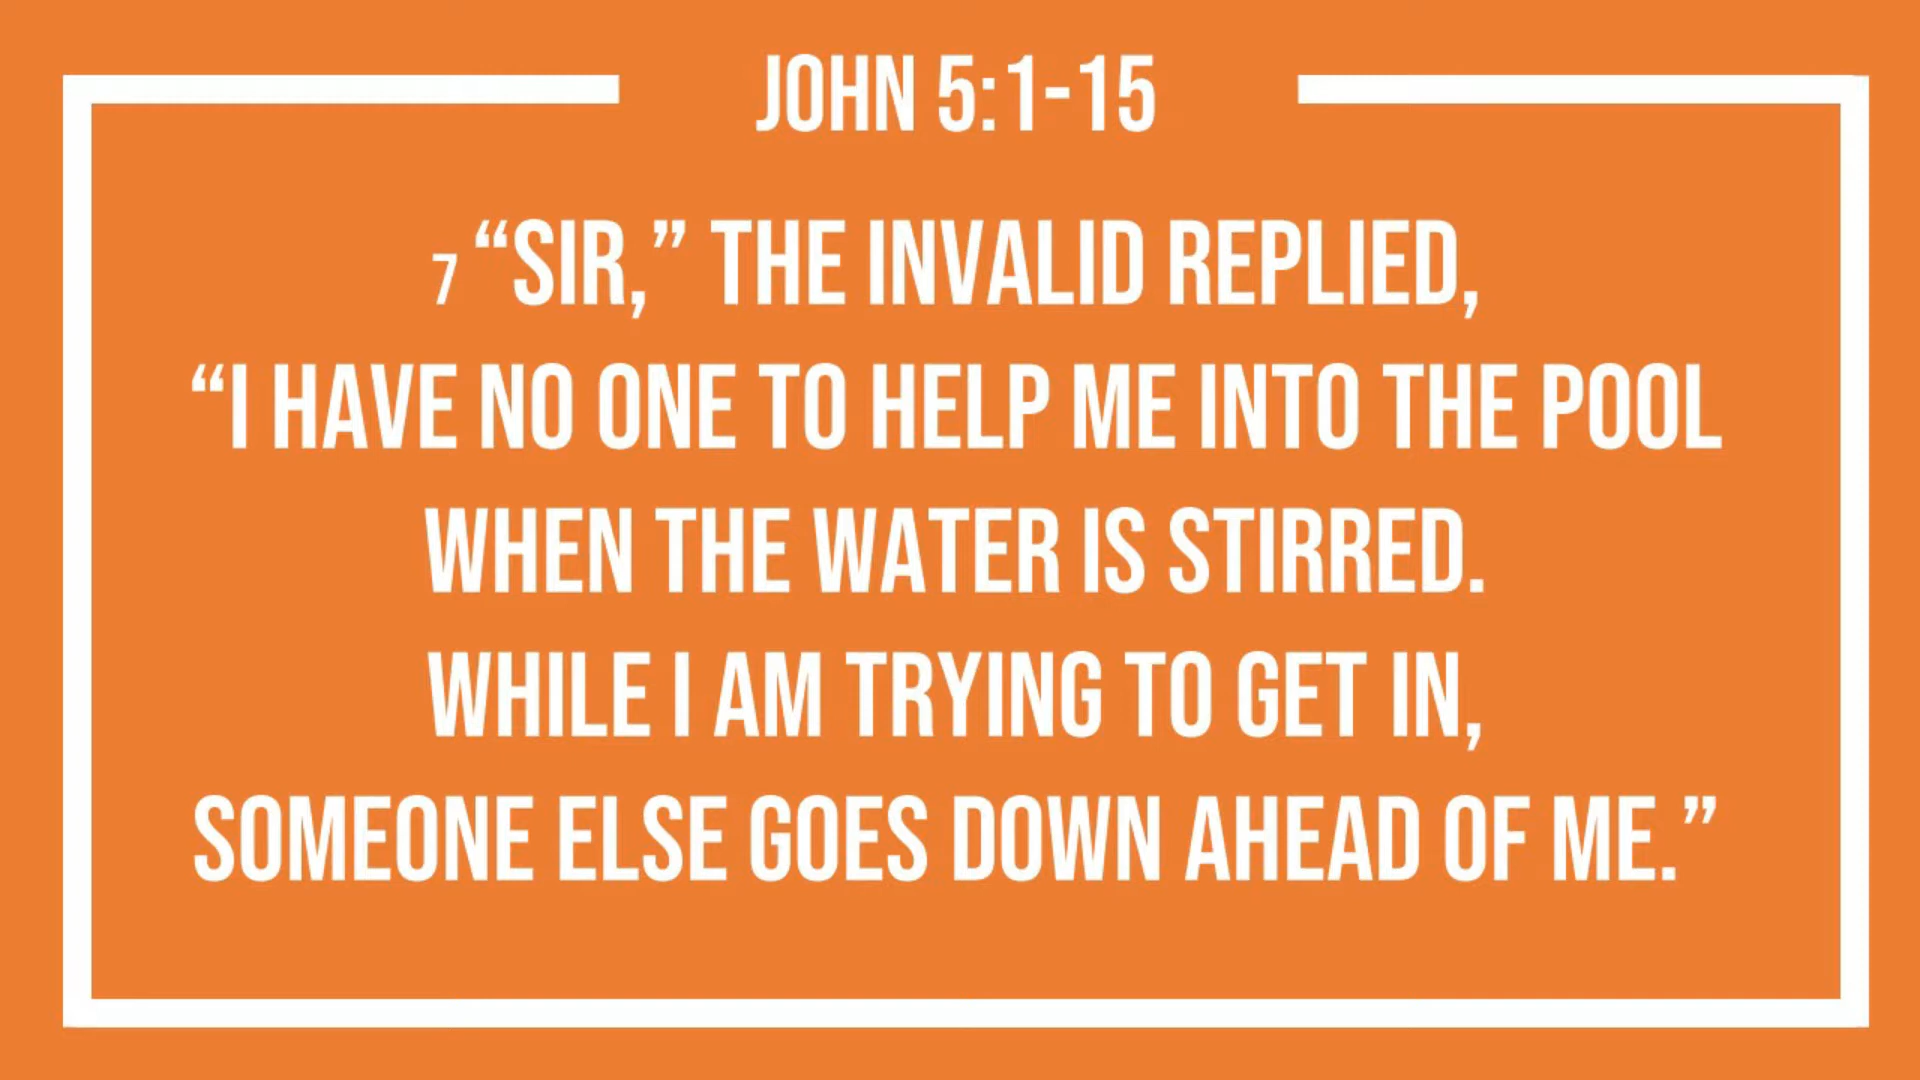 JOHN 5:1-15
7 “SIR,” THE INVALID REPLIED,
“I HAVE NO ONE TO HELP ME INTO THE POOL
WHEN THE WATER IS STIRRED.
WHILE I AM TRYING TO GET IN,
SOMEONE ELSE GOES DOWN AHEAD OF ME.”